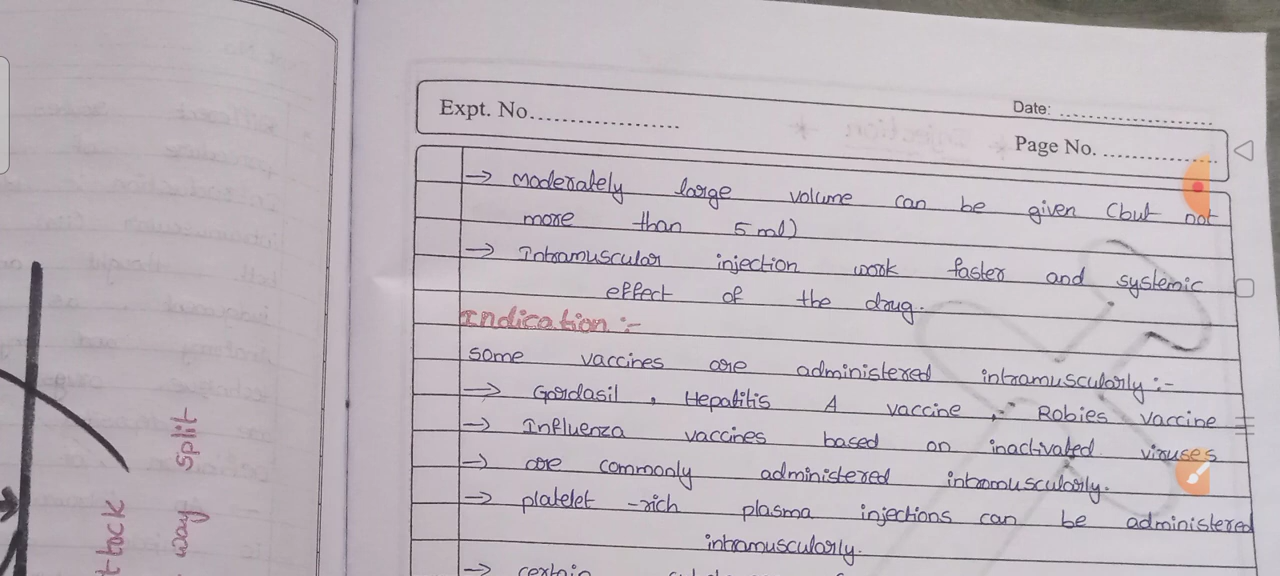 Expt. No.
Date:
Page No.
→ Moderately large volume can be given (but not
more than 5 ml)
→ Intramuscular injection work faster and systemic
effect of the drug.
Indication :-
Some vaccines are administered intramuscularly :-
→ Gardasil, Hepatitis A vaccine, Rabies vaccine
→ Influenza vaccines based on inactivated viruses
→ are commonly administered intramuscularly.
→ platelet -rich plasma injections can be administered
intramuscularly.
→ certain
split
way